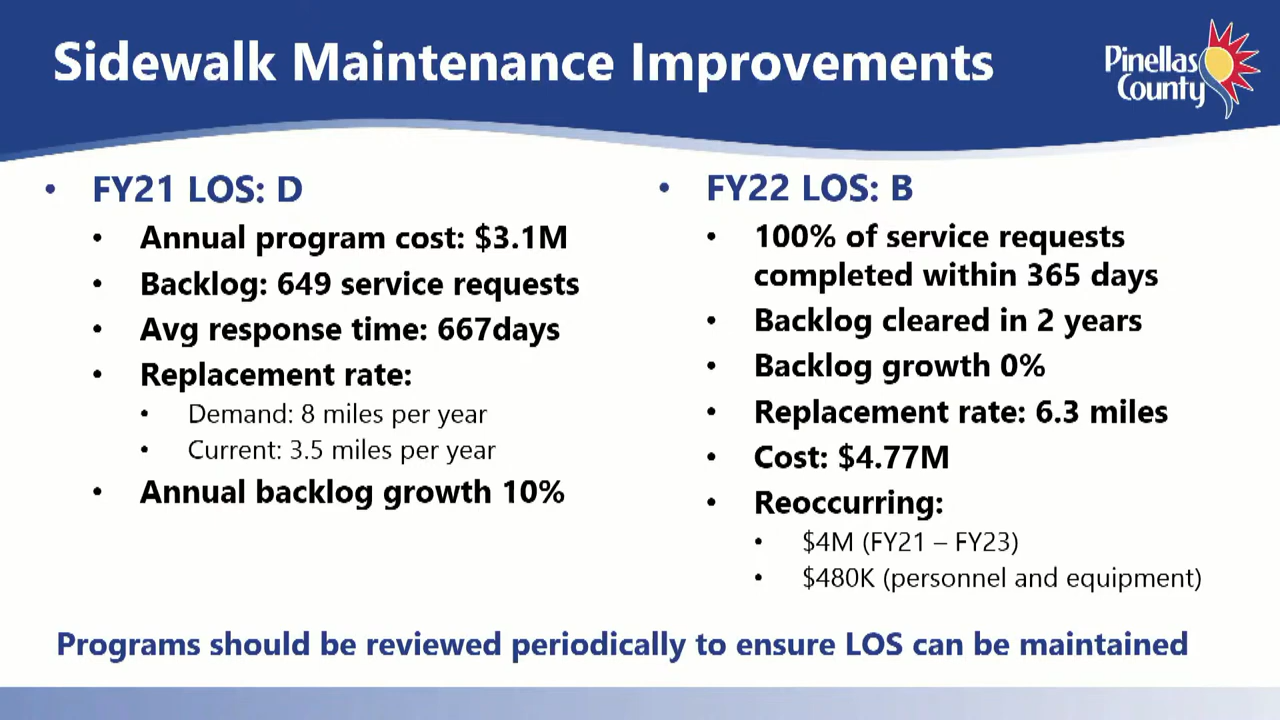 Sidewalk Maintenance Improvements
Pinellas
County
• FY21 LOS: D
• Annual program cost: $3.1M
• Backlog: 649 service requests
• Avg response time: 667days
• Replacement rate:
• Demand: 8 miles per year
• Current: 3.5 miles per year
• Annual backlog growth 10%
• FY22 LOS: B
• 100% of service requests
completed within 365 days
• Backlog cleared in 2 years
• Backlog growth 0%
• Replacement rate: 6.3 miles
• Cost: $4.77M
• Reoccurring:
• $4M (FY21 – FY23)
• $480K (personnel and equipment)
Programs should be reviewed periodically to ensure LOS can be maintained